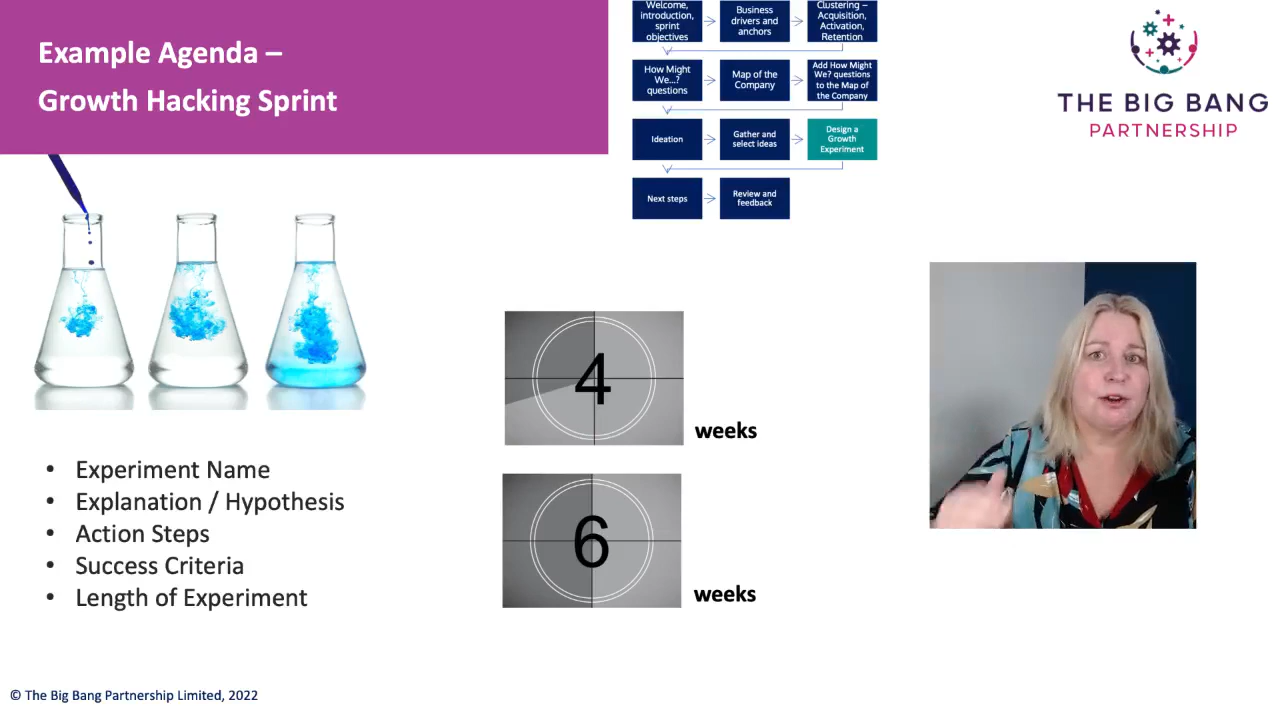 Example Agenda –
Growth Hacking Sprint
Welcome,
introduction,
sprint
objectives
Business
drivers and
anchors
Clustering –
Acquisition,
Activation,
Retention
How Might
We...?
questions
Map of the
Company
Add How Might
We? questions
to the Map of
the Company
Ideation
Gather and
select ideas
Design a
Growth
Experiment
Next steps
Review and
feedback
THE BIG BANG
PARTNERSHIP
4
weeks
6
weeks
• Experiment Name
• Explanation / Hypothesis
• Action Steps
• Success Criteria
• Length of Experiment
© The Big Bang Partnership Limited, 2022